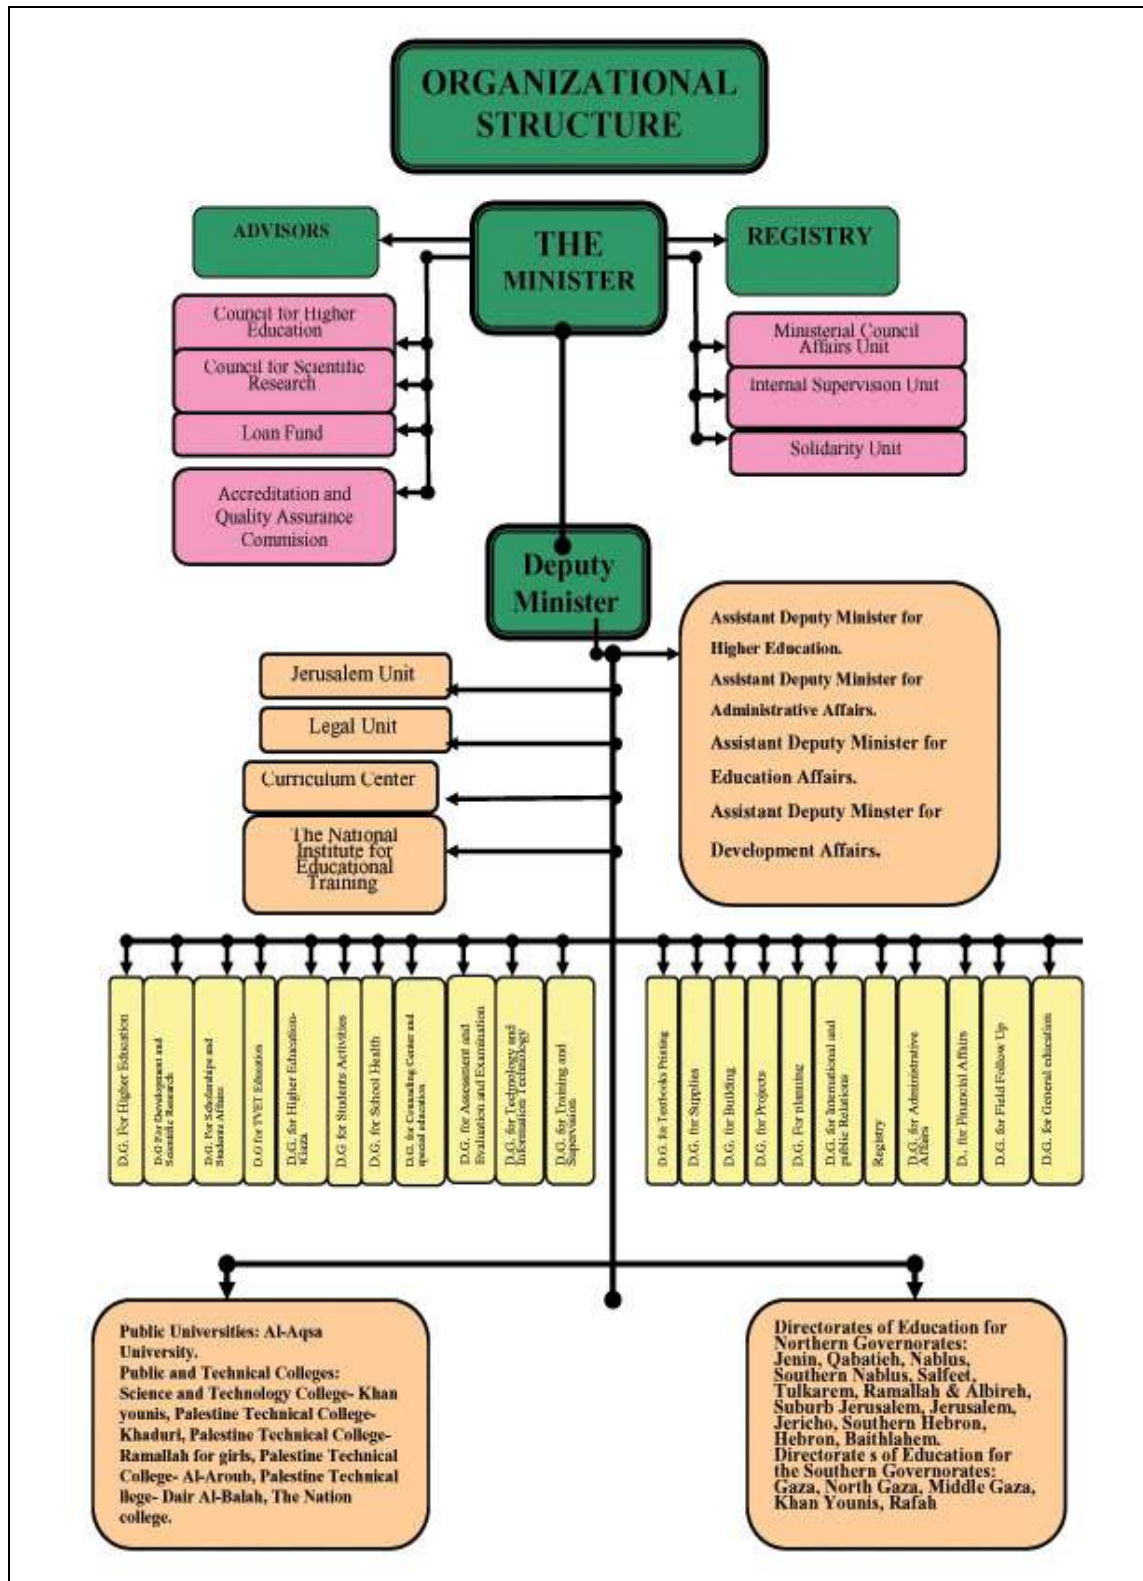 ORGANIZATIONAL
STRUCTURE
ADVISORS
THE
MINISTER
REGISTRY
Council for Higher
Education
Council for Scientific
Research
Loan Fund
Accreditation and
Quality Assurance
Commision
Ministerial Council
Affairs Unit
Internal Supervision Unit
Solidarity Unit
Deputy
Minister
Jerusalem Unit
Legal Unit
Curriculum Center
The National
Institute for
Educational
Training
Assistant Deputy Minister for
Higher Education.
Assistant Deputy Minister for
Administrative Affairs.
Assistant Deputy Minister for
Education Affairs.
Assistant Deputy Minster for
Development Affairs.
D.G. For Higher Education
D.G For Development and
Scientific Research
D.G. For Scholarships and
Students Affairs
D.G for TVET Education
D.G. for Higher Education-
Gaza
D.G for Students Activities
D.G. for School Health
D.G. for Counseling Center and
special education
D.G. for Assessment and
Evaluation and Examination
D.G. for Technology and
Information Technology
D.G. for Training and
Supervision
D.G. for Textbooks Printing
D.G. for Supplies
D.G. for Building
D.G. for Projects
D.G. For planning
D.G. for International and
public Relations
Registry
D.G. for Administrative
Affairs
D.. for Financial Affairs
D.G. for Field Follow Up
D.G. for General education
Public Universities: Al-Aqsa
University.
Public and Technical Colleges:
Science and Technology College- Khan
younis, Palestine Technical College-
Khaduri, Palestine Technical College-
Ramallah for girls, Palestine Technical
College- Al-Aroub, Palestine Technical
llege- Dair Al-Balah, The Nation
college.
Directorates of Education for
Northern Governorates:
Jenin, Qabatieh, Nablus,
Southern Nablus, Salfeet,
Tulkarem, Ramallah & Albireh,
Suburb Jerusalem, Jerusalem,
Jericho, Southern Hebron,
Hebron, Baithlahem.
Directorate s of Education for
the Southern Governorates:
Gaza, North Gaza, Middle Gaza,
Khan Younis, Rafah